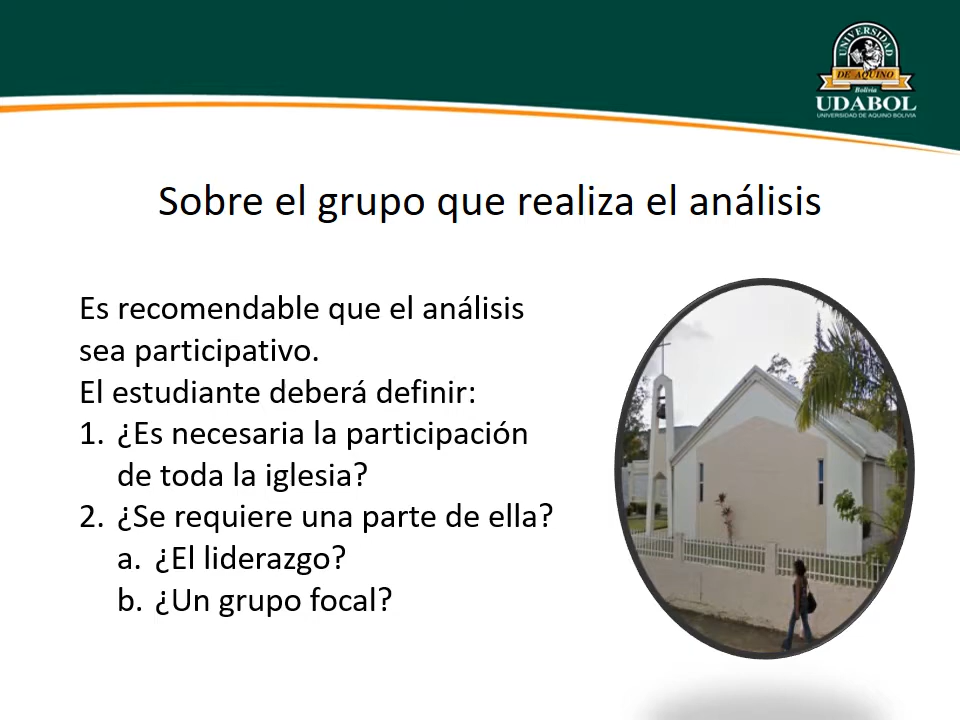 UNIVERSIDAD
DE AQUINO
Bolivia
UDABOL
UNIVERSIDAD DE AQUINO BOLIVIA
Sobre el grupo que realiza el análisis
Es recomendable que el análisis
sea participativo.
El estudiante deberá definir:
1. ¿Es necesaria la participación
de toda la iglesia?
2. ¿Se requiere una parte de ella?
a. ¿El liderazgo?
b. ¿Un grupo focal?